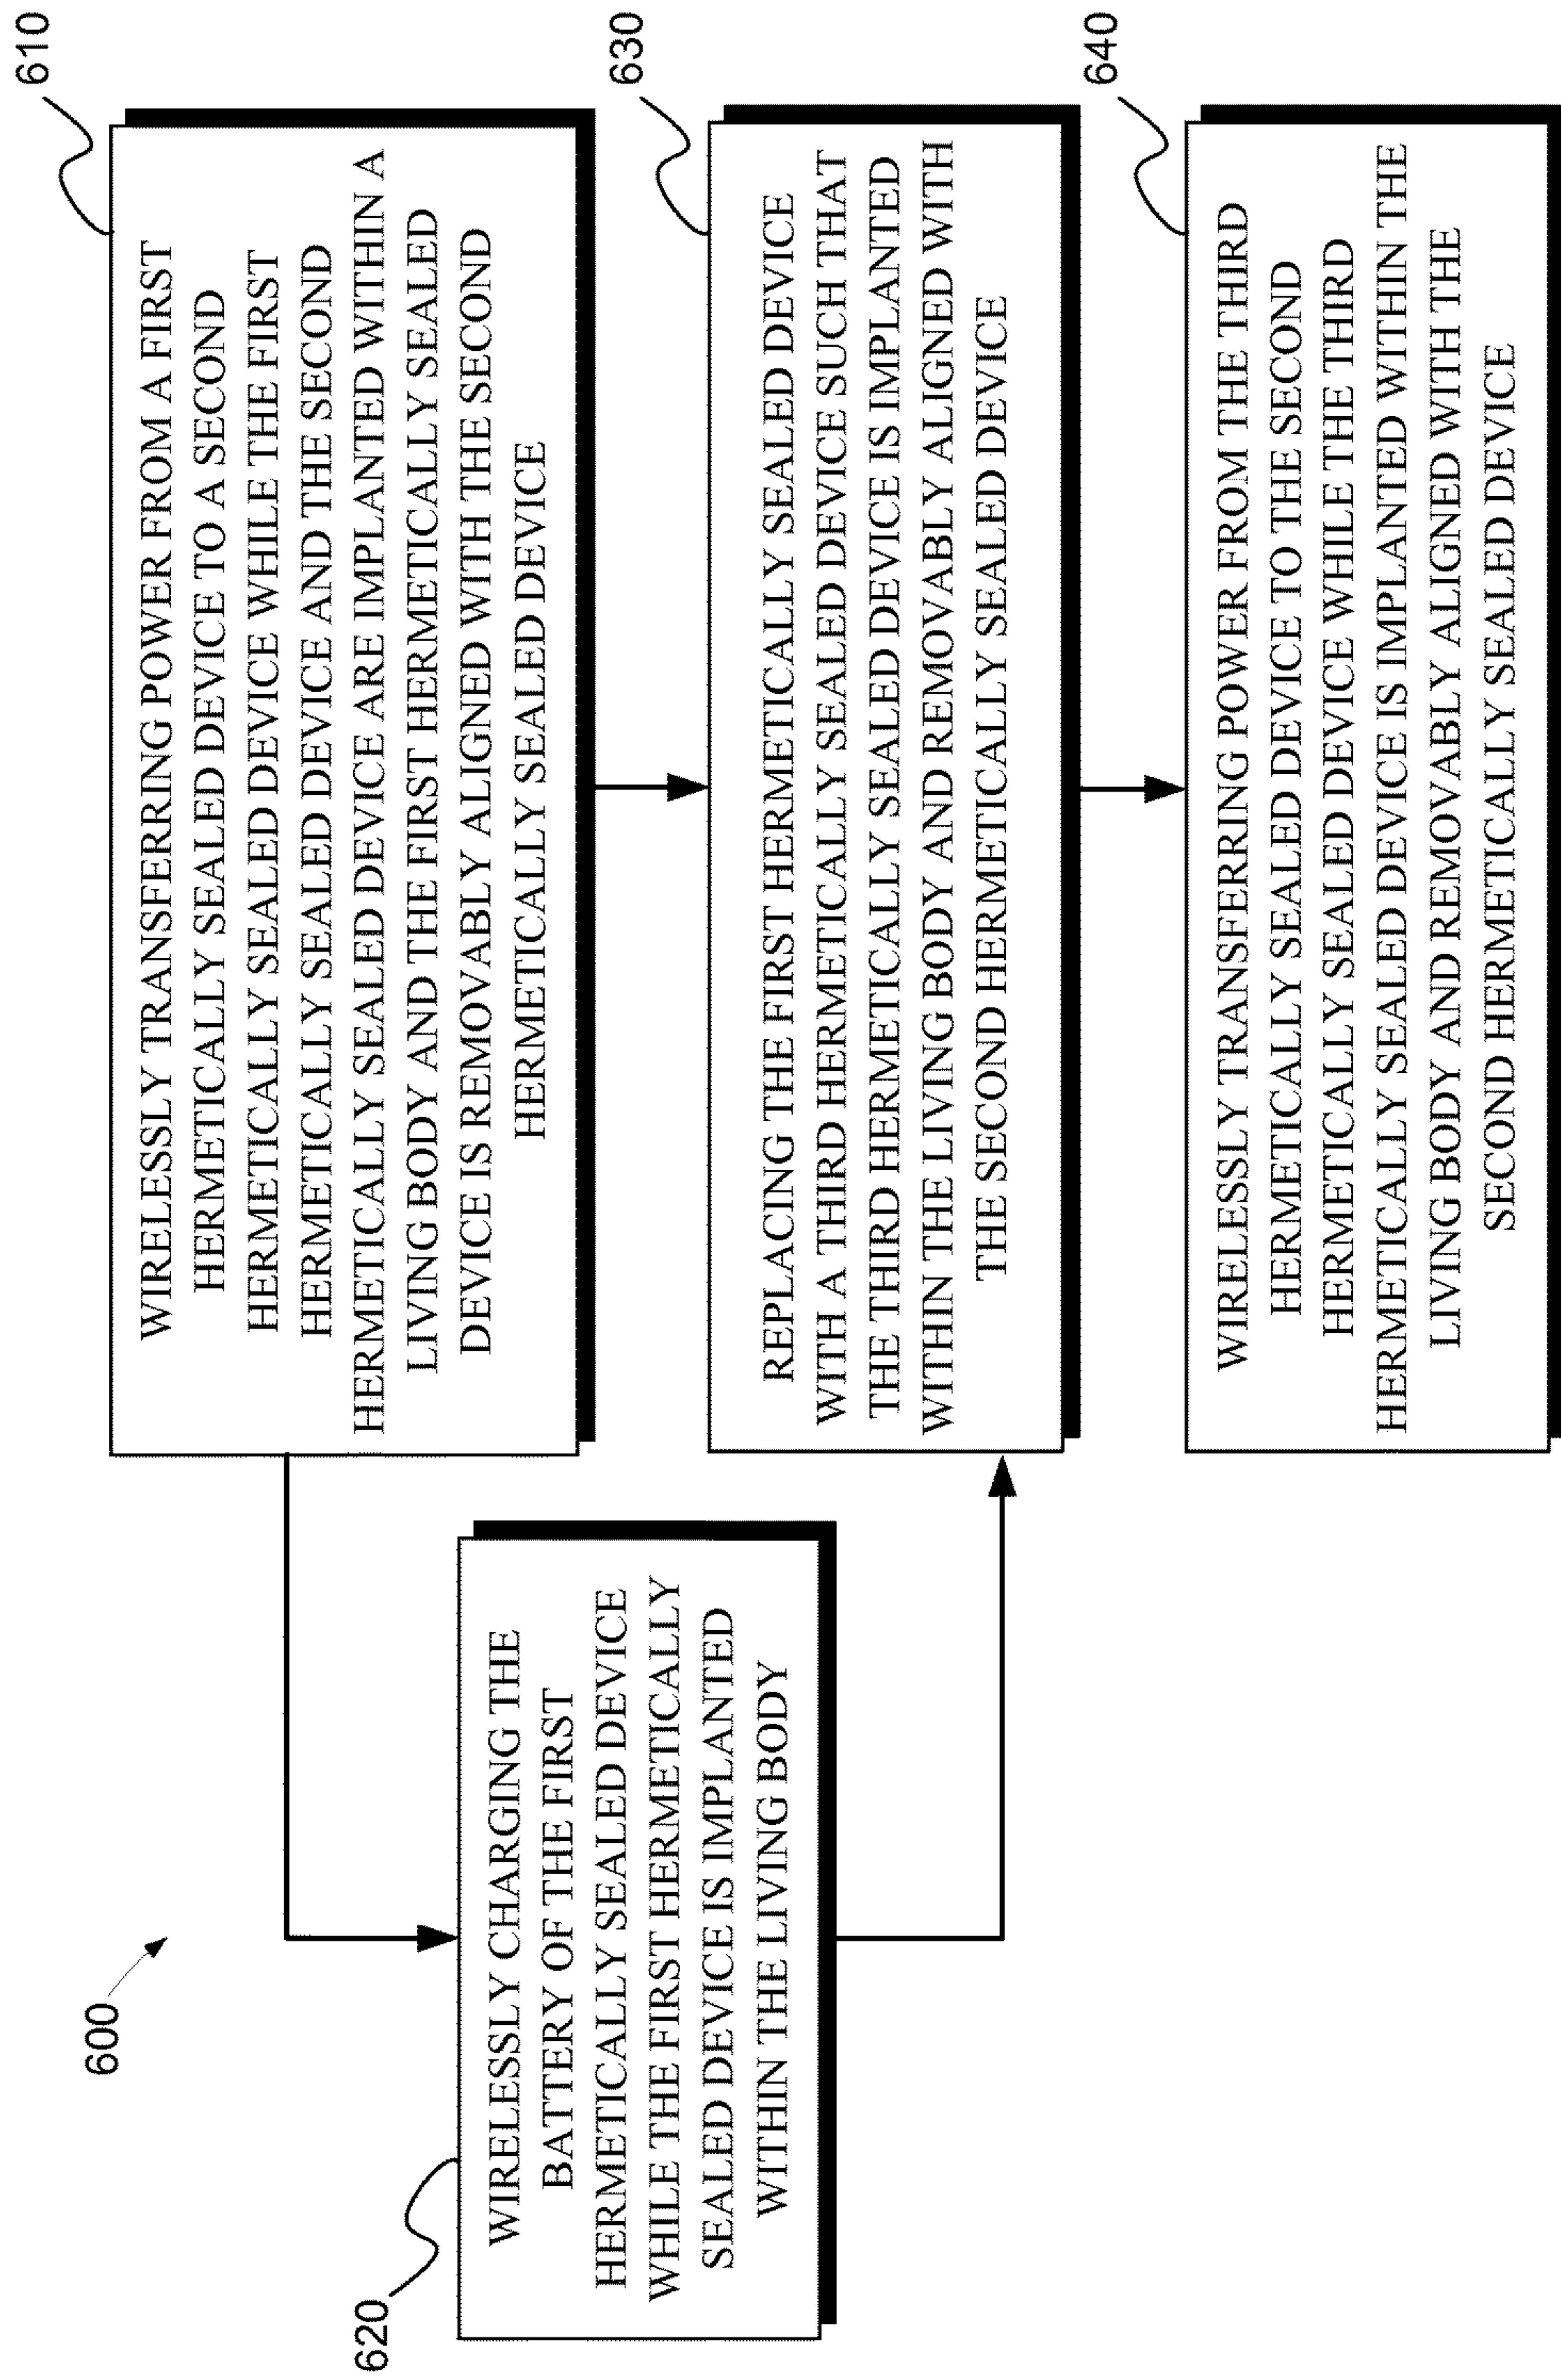 600
610
WIRELESSLY TRANSFERRING POWER FROM A FIRST
HERMETICALLY SEALED DEVICE TO A SECOND
HERMETICALLY SEALED DEVICE WHILE THE FIRST
HERMETICALLY SEALED DEVICE AND THE SECOND
HERMETICALLY SEALED DEVICE ARE IMPLANTED WITHIN A
LIVING BODY AND THE FIRST HERMETICALLY SEALED
DEVICE IS REMOVABLY ALIGNED WITH THE SECOND
HERMETICALLY SEALED DEVICE
620
WIRELESSLY CHARGING THE
BATTERY OF THE FIRST
HERMETICALLY SEALED DEVICE
WHILE THE FIRST HERMETICALLY
SEALED DEVICE IS IMPLANTED
WITHIN THE LIVING BODY
630
REPLACING THE FIRST HERMETICALLY SEALED DEVICE
WITH A THIRD HERMETICALLY SEALED DEVICE SUCH THAT
THE THIRD HERMETICALLY SEALED DEVICE IS IMPLANTED
WITHIN THE LIVING BODY AND REMOVABLY ALIGNED WITH
THE SECOND HERMETICALLY SEALED DEVICE
640
WIRELESSLY TRANSFERRING POWER FROM THE THIRD
HERMETICALLY SEALED DEVICE TO THE SECOND
HERMETICALLY SEALED DEVICE WHILE THE THIRD
HERMETICALLY SEALED DEVICE IS IMPLANTED WITHIN THE
LIVING BODY AND REMOVABLY ALIGNED WITH THE
SECOND HERMETICALLY SEALED DEVICE